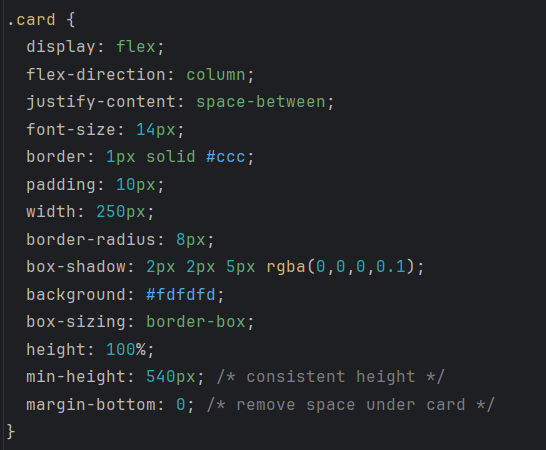 .card {
  display: flex;
  flex-direction: column;
  justify-content: space-between;
  font-size: 14px;
  border: 1px solid #ccc;
  padding: 10px;
  width: 250px;
  border-radius: 8px;
  box-shadow: 2px 2px 5px rgba(0,0,0,0.1);
  background: #fdfdfd;
  box-sizing: border-box;
  height: 100%;
  min-height: 540px; /* consistent height */
  margin-bottom: 0; /* remove space under card */
}